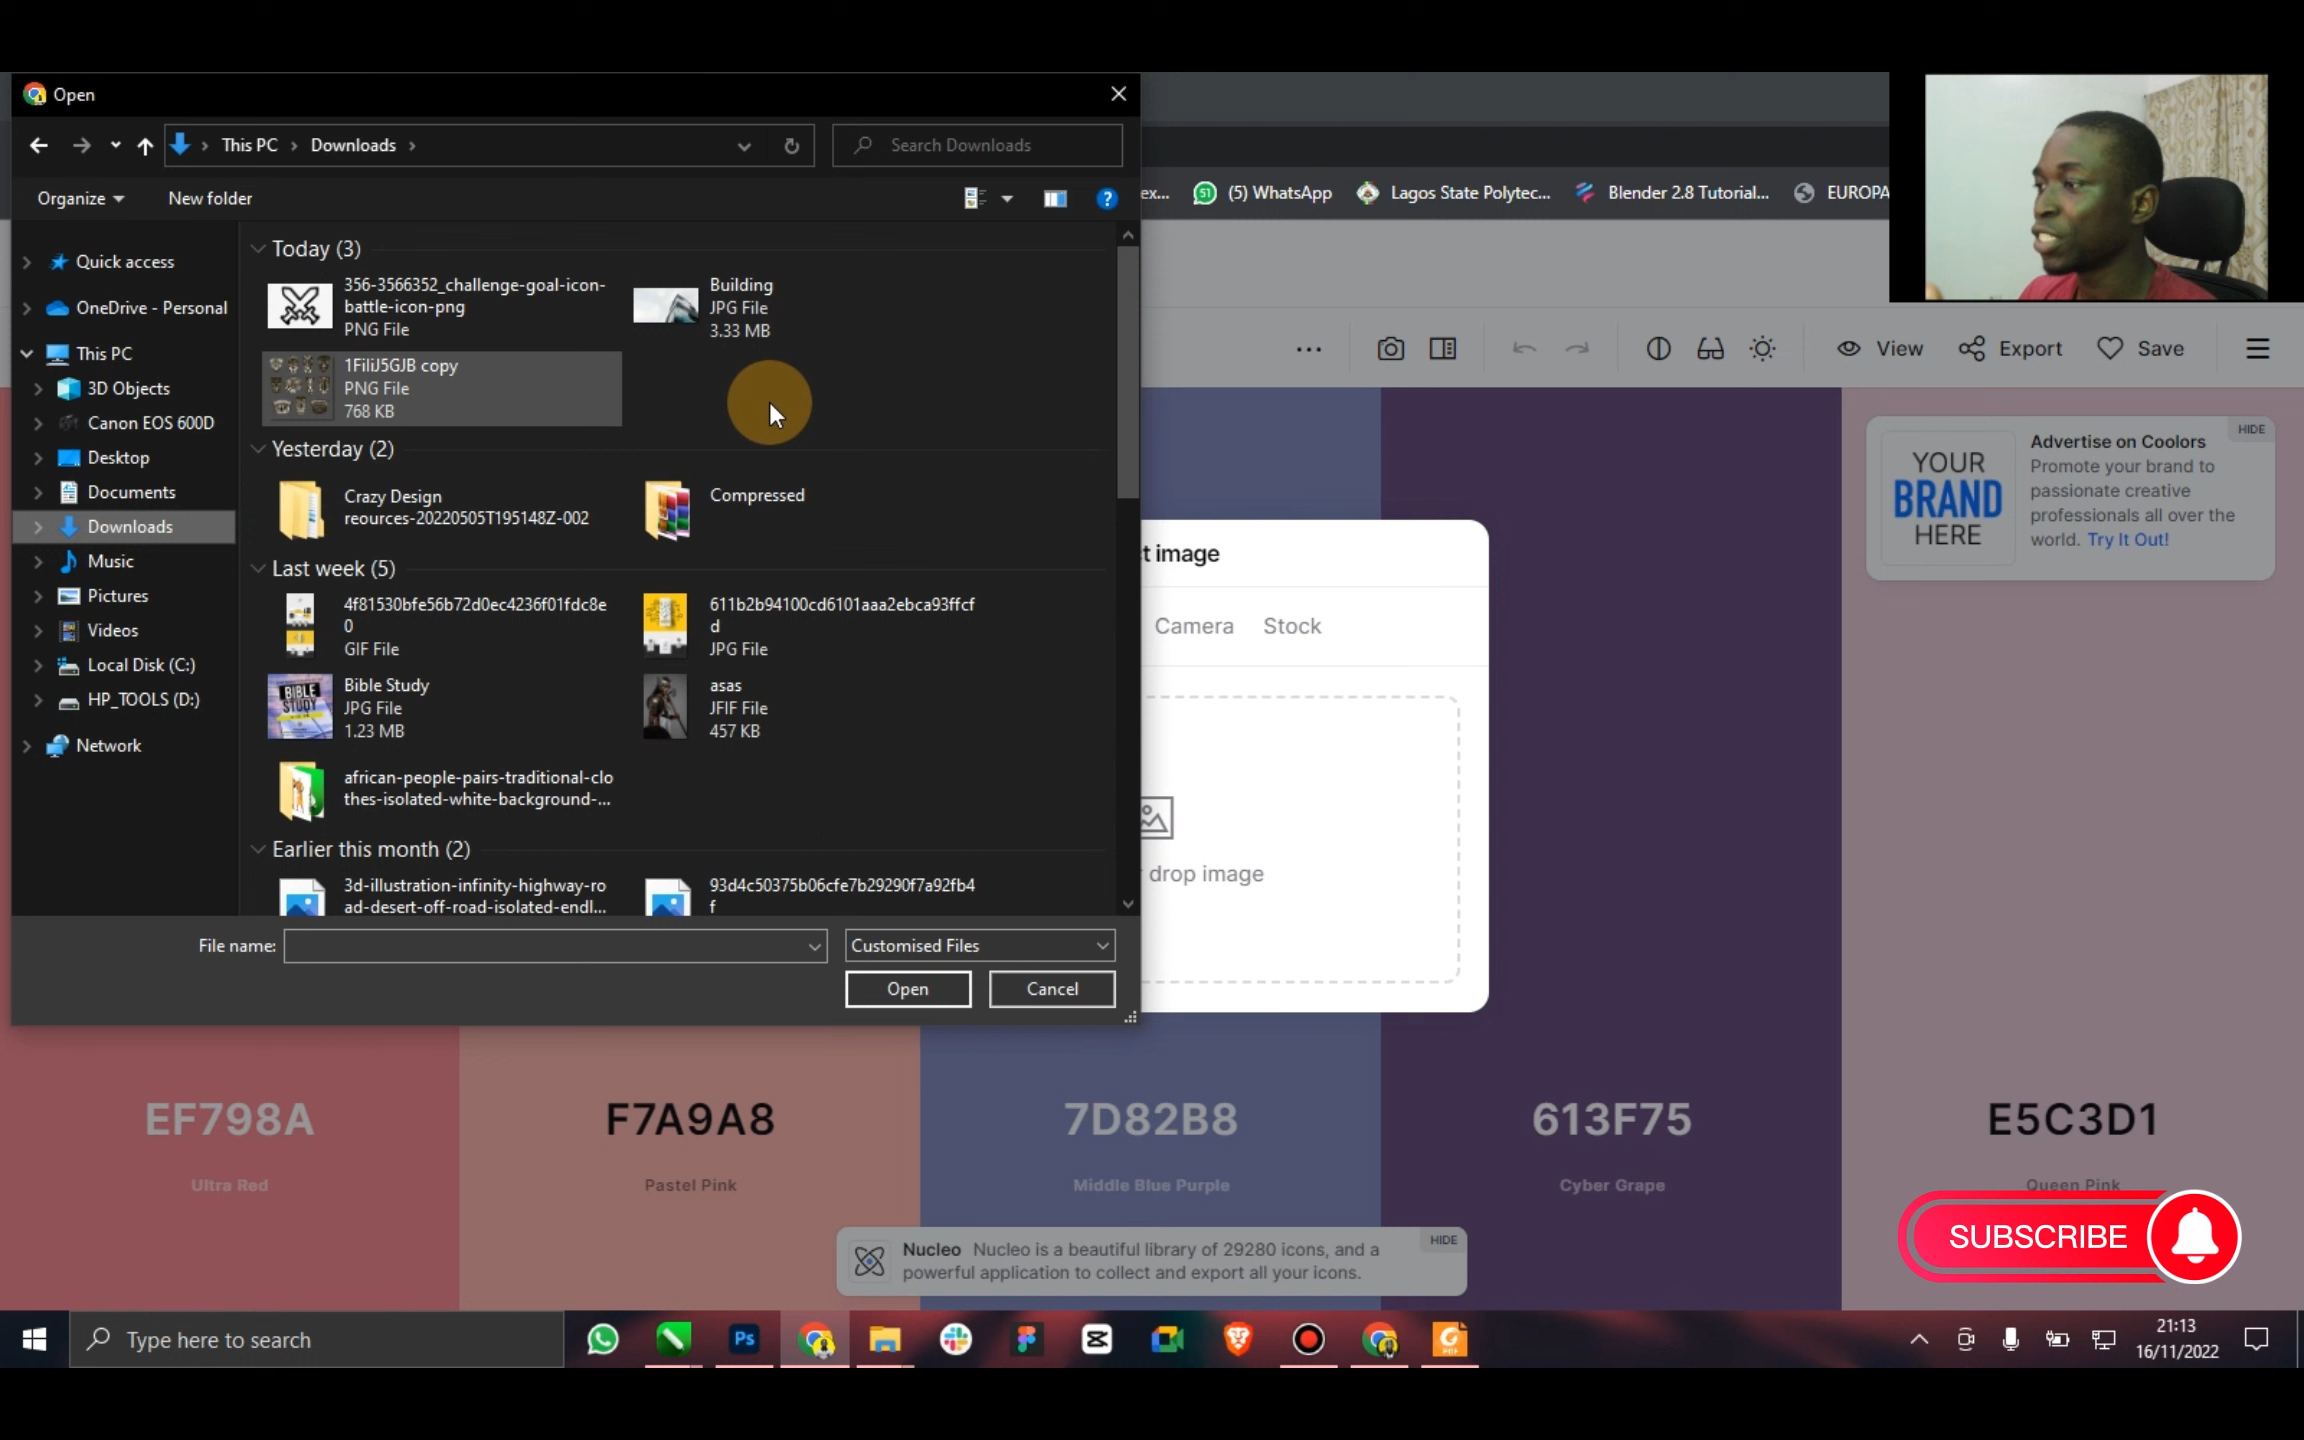 Open
This PC
Downloads
Search Downloads
Organize
New folder
Quick access
OneDrive - Personal
This PC
3D Objects
Canon EOS 600D
Desktop
Documents
Downloads
Music
Pictures
Videos
Local Disk (C:)
HP_TOOLS (D:)
Network
Today (3)
356-3566352_challenge-goal-icon-
battle-icon-png
PNG File
Building
JPG File
3.33 MB
1FiliJ5GJB copy
PNG File
768 KB
Yesterday (2)
Crazy Design
reources-20220505T195148Z-002
Compressed
Last week (5)
4f81530bfe56b72d0ec4236f01fdc8e
0
GIF File
611b2b94100cd6101aaa2ebca93ffcf
d
JPG File
BIBLE
STUDY
Bible Study
JPG File
1.23 MB
asas
JFIF File
457 KB
african-people-pairs-traditional-clo
thes-isolated-white-background-...
Earlier this month (2)
3d-illustration-infinity-highway-ro
ad-desert-off-road-isolated-endl...
93d4c50375b06cfe7b29290f7a92fb4
f
File name:
Customised Files
Open
Cancel
ex...
(5) WhatsApp
Lagos State Polytec...
Blender 2.8 Tutorial...
EUROPA
View
Export
Save
t image
Camera
Stock
drop image
YOUR
BRAND
HERE
Advertise on Coolors
HIDE
Promote your brand to
passionate creative
professionals all over the
world. Try It Out!
EF798A
Ultra Red
F7A9A8
Pastel Pink
7D82B8
Middle Blue Purple
613F75
Cyber Grape
E5C3D1
Queen Pink
Nucleo Nucleo is a beautiful library of 29280 icons, and a
powerful application to collect and export all your icons.
HIDE
SUBSCRIBE
Type here to search
Ps
PDF
21:13
16/11/2022